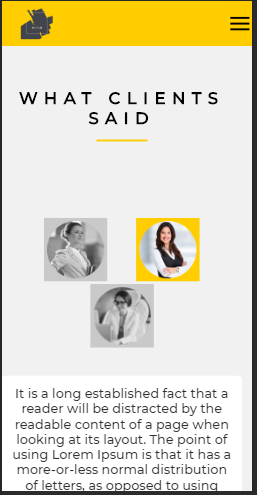 WHAT CLIENTS
SAID
It is a long established fact that a
reader will be distracted by the
readable content of a page when
looking at its layout. The point of
using Lorem Ipsum is that it has a
more-or-less normal distribution
of letters, as opposed to using